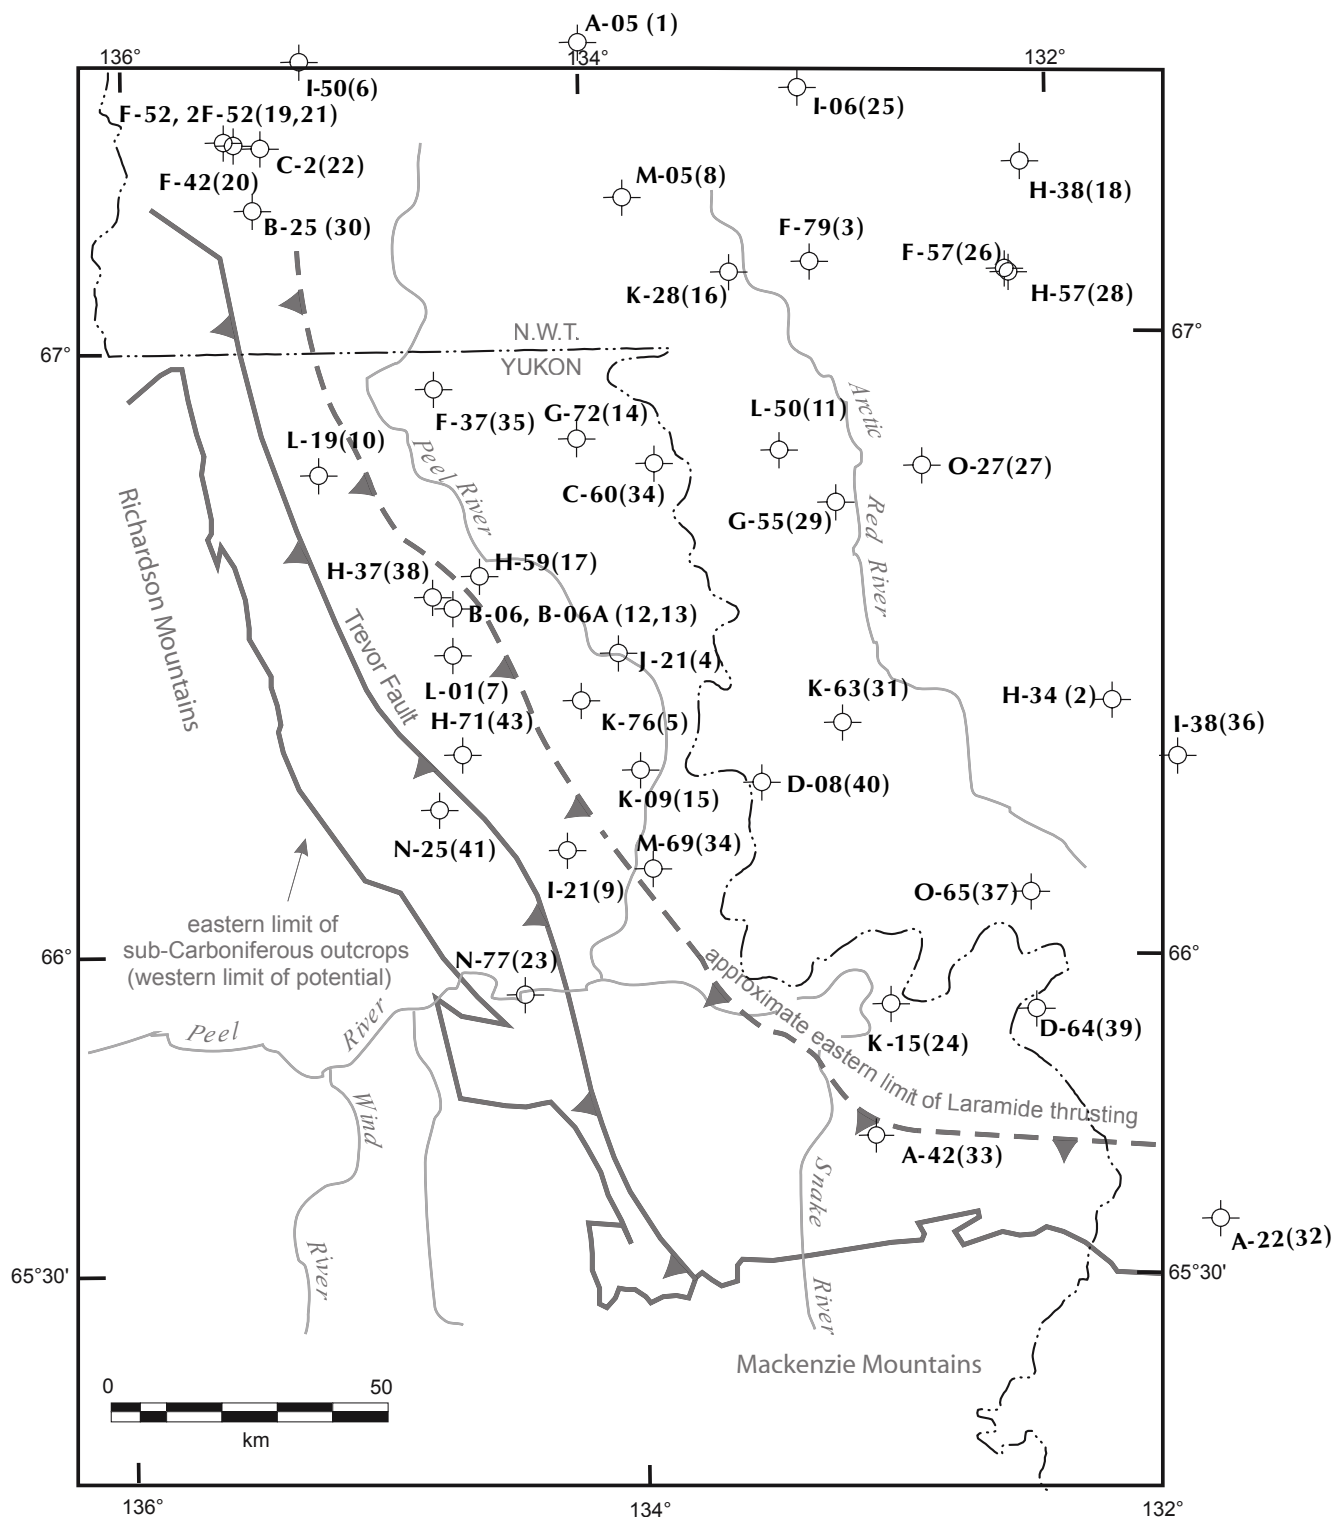 A-05 (1)
136°
134°
132°
I-50(6)
I-06(25)
F-52, 2F-52(19,21)
C-2(22)
F-42(20)
M-05(8)
H-38(18)
B-25 (30)
F-79(3)
F-57(26)
K-28(16)
H-57(28)
N.W.T.
67°
67°
YUKON
F-37(35)
G-72(14)
L-50(11)
Arctic
Red
River
L-19(10)
Peel
River
C-60(34)
O-27(27)
G-55(29)
Richardson Mountains
H-59(17)
H-37(38)
B-06, B-06A (12,13)
Trevor Fault
J-21(4)
L-01(7)
K-63(31)
H-34 (2)
H-71(43)
K-76(5)
I-38(36)
K-09(15)
D-08(40)
N-25(41)
M-69(34)
I-21(9)
O-65(37)
eastern limit of
sub-Carboniferous outcrops
(western limit of potential)
N-77(23)
66°
66°
approximate eastern limit of Laramide thrusting
Peel
River
K-15(24)
D-64(39)
Wind
River
A-42(33)
Snake
River
A-22(32)
65°30'
65°30'
Mackenzie Mountains
0
50
km
136°
134°
132°